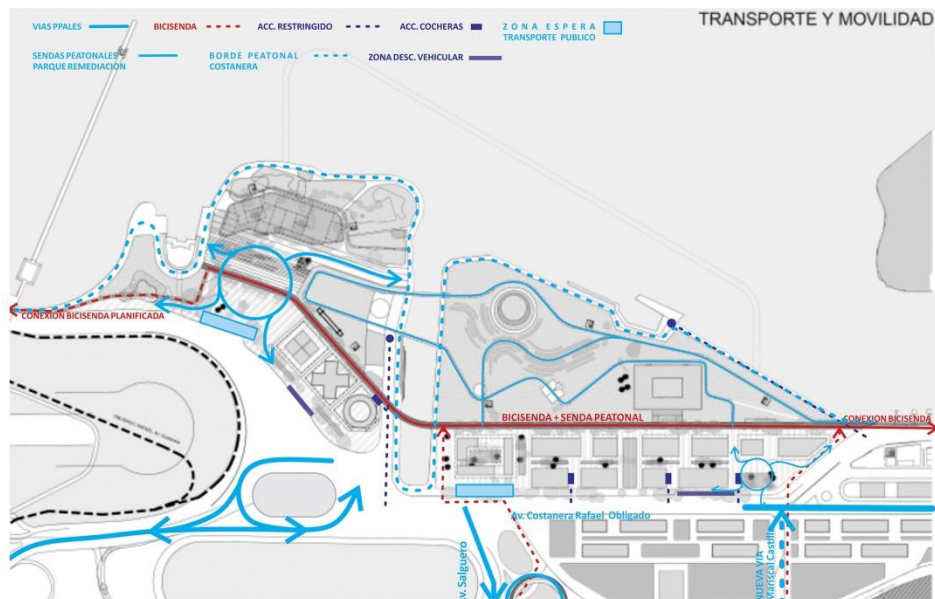 TRANSPORTE Y MOVILIDAD
VIAS PPALES
BICISENDA
ACC. RESTRINGIDO
ACC. COCHERAS
ZONA ESPERA
TRANSPORTE PUBLICO
SENDAS PEATONALES
PARQUE REMEDIACION
BORDE PEATONAL
COSTANERA
ZONA DESC. VEHICULAR
CONEXION BICISENDA PLANIFICADA
BICISENDA + SENDA PEATONAL
CONEXION BICISENDA
Av. Costanera Rafael Obligado
Av. Salguero
NUEVA VIA
Mariscal Castilla